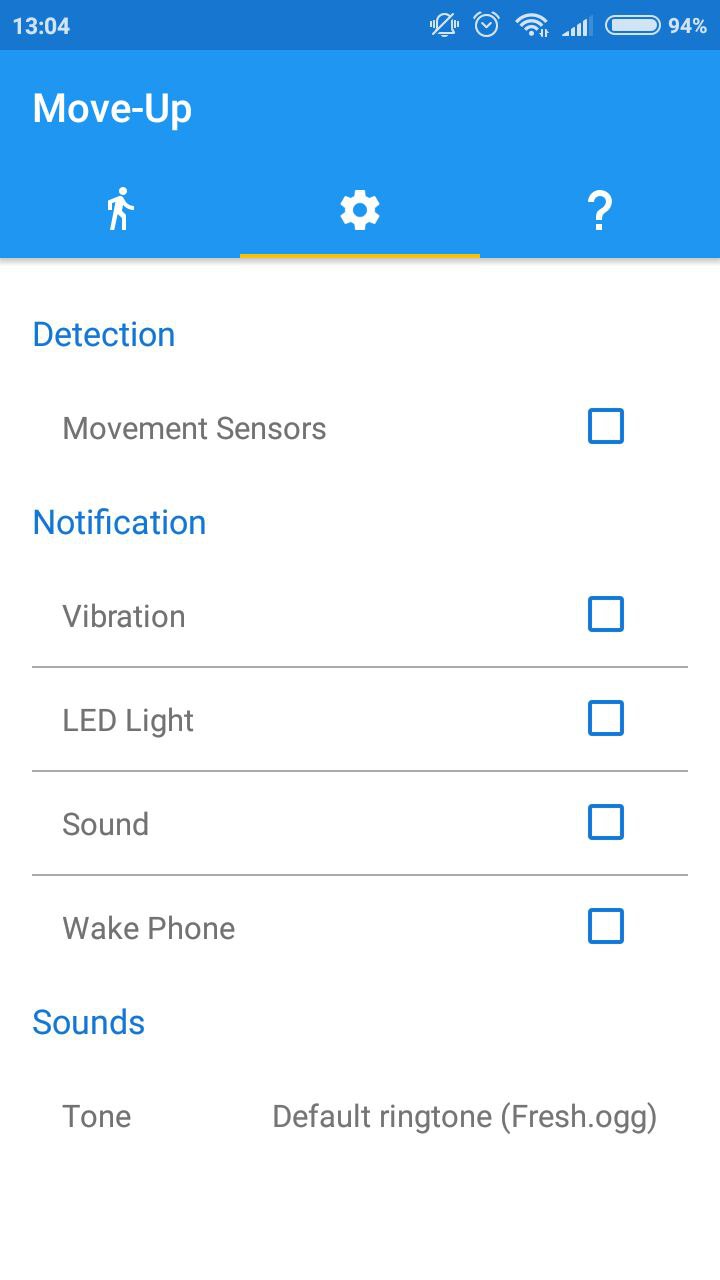 13:04 94%
Move-Up
?
Detection
Movement Sensors
Notification
Vibration
LED Light
Sound
Wake Phone
Sounds
Tone Default ringtone (Fresh.ogg)